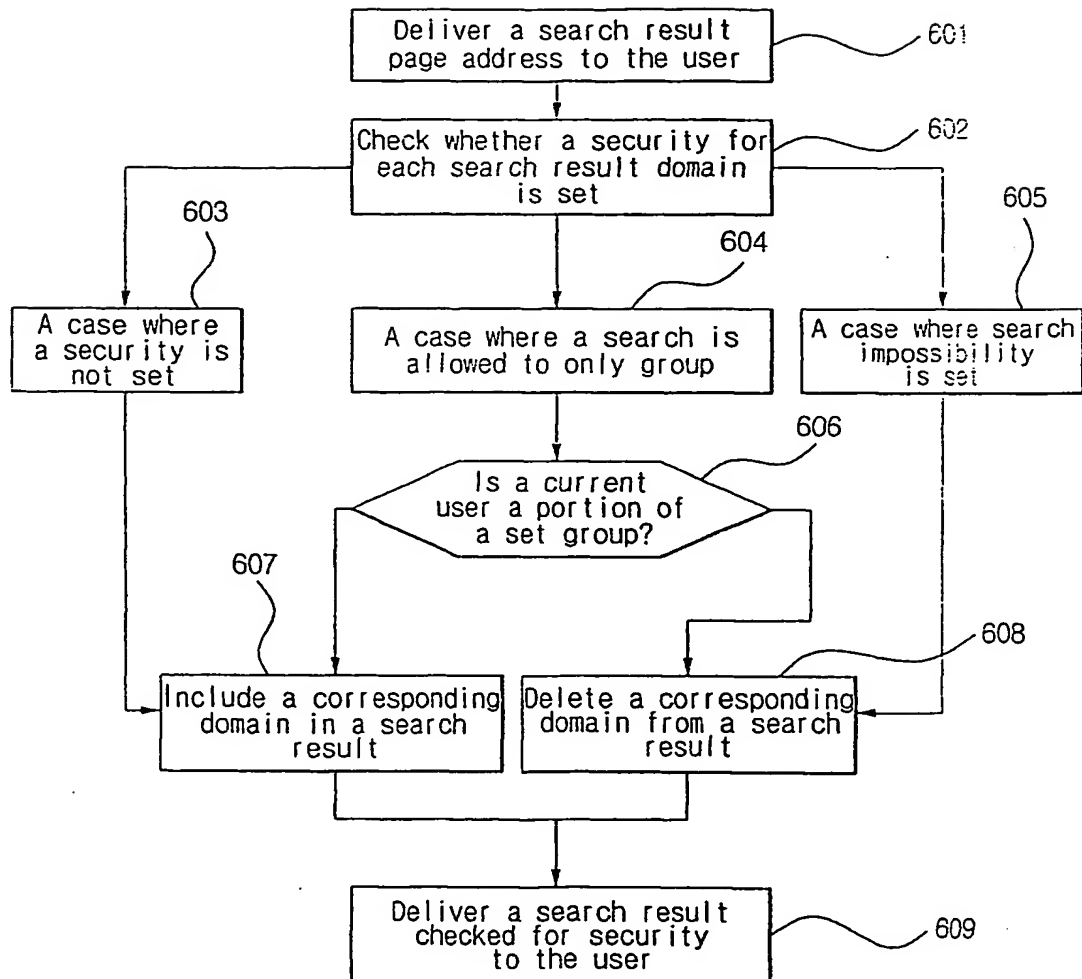 Deliver a search result
page address to the user
601
Check whether a security for
each search result domain
is set
602
603
604
605
A case where
a security is
not set
A case where a search is
allowed to only group
A case where search
impossibility
is set
606
Is a current
user a portion of
a set group?
607
608
Include a corresponding
domain in a search
result
Delete a corresponding
domain from a search
result
Deliver a search result
checked for security
to the user
609